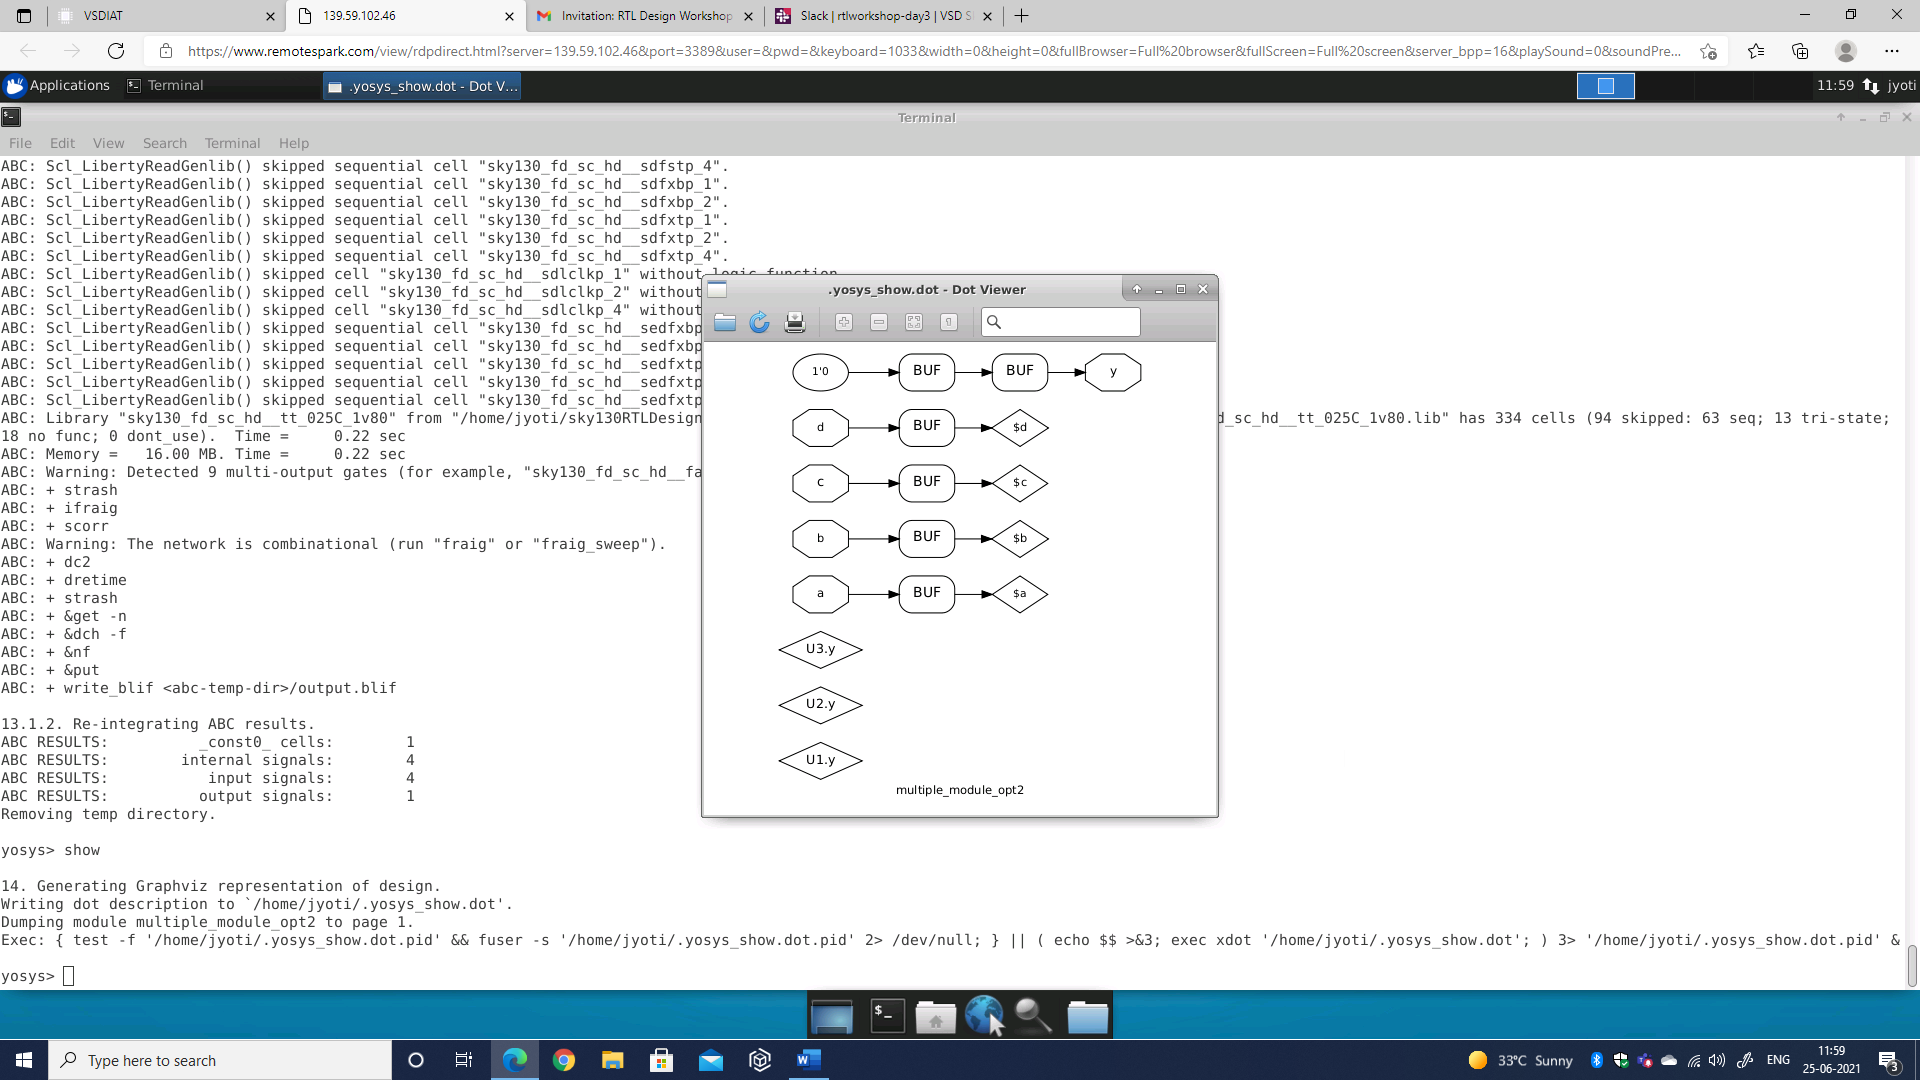 VSDIAT
139.59.102.46
Invitation: RTL Design Workshop
Slack | rtlworkshop-day3 | VSD S
https://www.remotespark.com/view/rdpdirect.html?server=139.59.102.46&port=3389&user=&pwd=&keyboard=1033&width=0&height=0&fullBrowser=Full%20browser&fullScreen=Full%20screen&server_bpp=16&playSound=0&soundPre...
Applications
Terminal
.yosys_show.dot - Dot V...
11:59
jyoti
Terminal
File Edit View Search Terminal Help
ABC: Scl_LibertyReadGenlib() skipped sequential cell "sky130_fd_sc_hd__sdfstp_4".
ABC: Scl_LibertyReadGenlib() skipped sequential cell "sky130_fd_sc_hd__sdfxbp_1".
ABC: Scl_LibertyReadGenlib() skipped sequential cell "sky130_fd_sc_hd__sdfxbp_2".
ABC: Scl_LibertyReadGenlib() skipped sequential cell "sky130_fd_sc_hd__sdfxtp_1".
ABC: Scl_LibertyReadGenlib() skipped sequential cell "sky130_fd_sc_hd__sdfxtp_2".
ABC: Scl_LibertyReadGenlib() skipped sequential cell "sky130_fd_sc_hd__sdfxtp_4".
ABC: Scl_LibertyReadGenlib() skipped cell "sky130_fd_sc_hd__sdlclkp_1" without logic function
ABC: Scl_LibertyReadGenlib() skipped cell "sky130_fd_sc_hd__sdlclkp_2" without
ABC: Scl_LibertyReadGenlib() skipped cell "sky130_fd_sc_hd__sdlclkp_4" without
ABC: Scl_LibertyReadGenlib() skipped sequential cell "sky130_fd_sc_hd__sedfxbp
ABC: Scl_LibertyReadGenlib() skipped sequential cell "sky130_fd_sc_hd__sedfxbp
ABC: Scl_LibertyReadGenlib() skipped sequential cell "sky130_fd_sc_hd__sedfxtp
ABC: Scl_LibertyReadGenlib() skipped sequential cell "sky130_fd_sc_hd__sedfxtp
ABC: Scl_LibertyReadGenlib() skipped sequential cell "sky130_fd_sc_hd__sedfxtp
ABC: Library "sky130_fd_sc_hd__tt_025C_1v80" from "/home/jyoti/sky130RTLDesign d_sc_hd__tt_025C_1v80.lib" has 334 cells (94 skipped: 63 seq; 13 tri-state;
18 no func; 0 dont_use).  Time =     0.22 sec
ABC: Memory =   16.00 MB. Time =     0.22 sec
ABC: Warning: Detected 9 multi-output gates (for example, "sky130_fd_sc_hd__fa
ABC: + strash
ABC: + ifraig
ABC: + scorr
ABC: Warning: The network is combinational (run "fraig" or "fraig_sweep").
ABC: + dc2
ABC: + dretime
ABC: + strash
ABC: + &get -n
ABC: + &dch -f
ABC: + &nf
ABC: + &put
ABC: + write_blif <abc-temp-dir>/output.blif
13.1.2. Re-integrating ABC results.
ABC RESULTS:          _const0_ cells:        1
ABC RESULTS:        internal signals:        4
ABC RESULTS:           input signals:        4
ABC RESULTS:          output signals:        1
Removing temp directory.
yosys> show
14. Generating Graphviz representation of design.
Writing dot description to `/home/jyoti/.yosys_show.dot'.
Dumping module multiple_module_opt2 to page 1.
Exec: { test -f '/home/jyoti/.yosys_show.dot.pid' && fuser -s '/home/jyoti/.yosys_show.dot.pid' 2> /dev/null; } || ( echo $$ >&3; exec xdot '/home/jyoti/.yosys_show.dot'; ) 3> '/home/jyoti/.yosys_show.dot.pid' &
yosys>
.yosys_show.dot - Dot Viewer
1'0 BUF BUF y
d BUF $d
c BUF $c
b BUF $b
a BUF $a
U3.y
U2.y
U1.y
multiple_module_opt2
Type here to search
33°C Sunny
ENG
11:59
25-06-2021
3